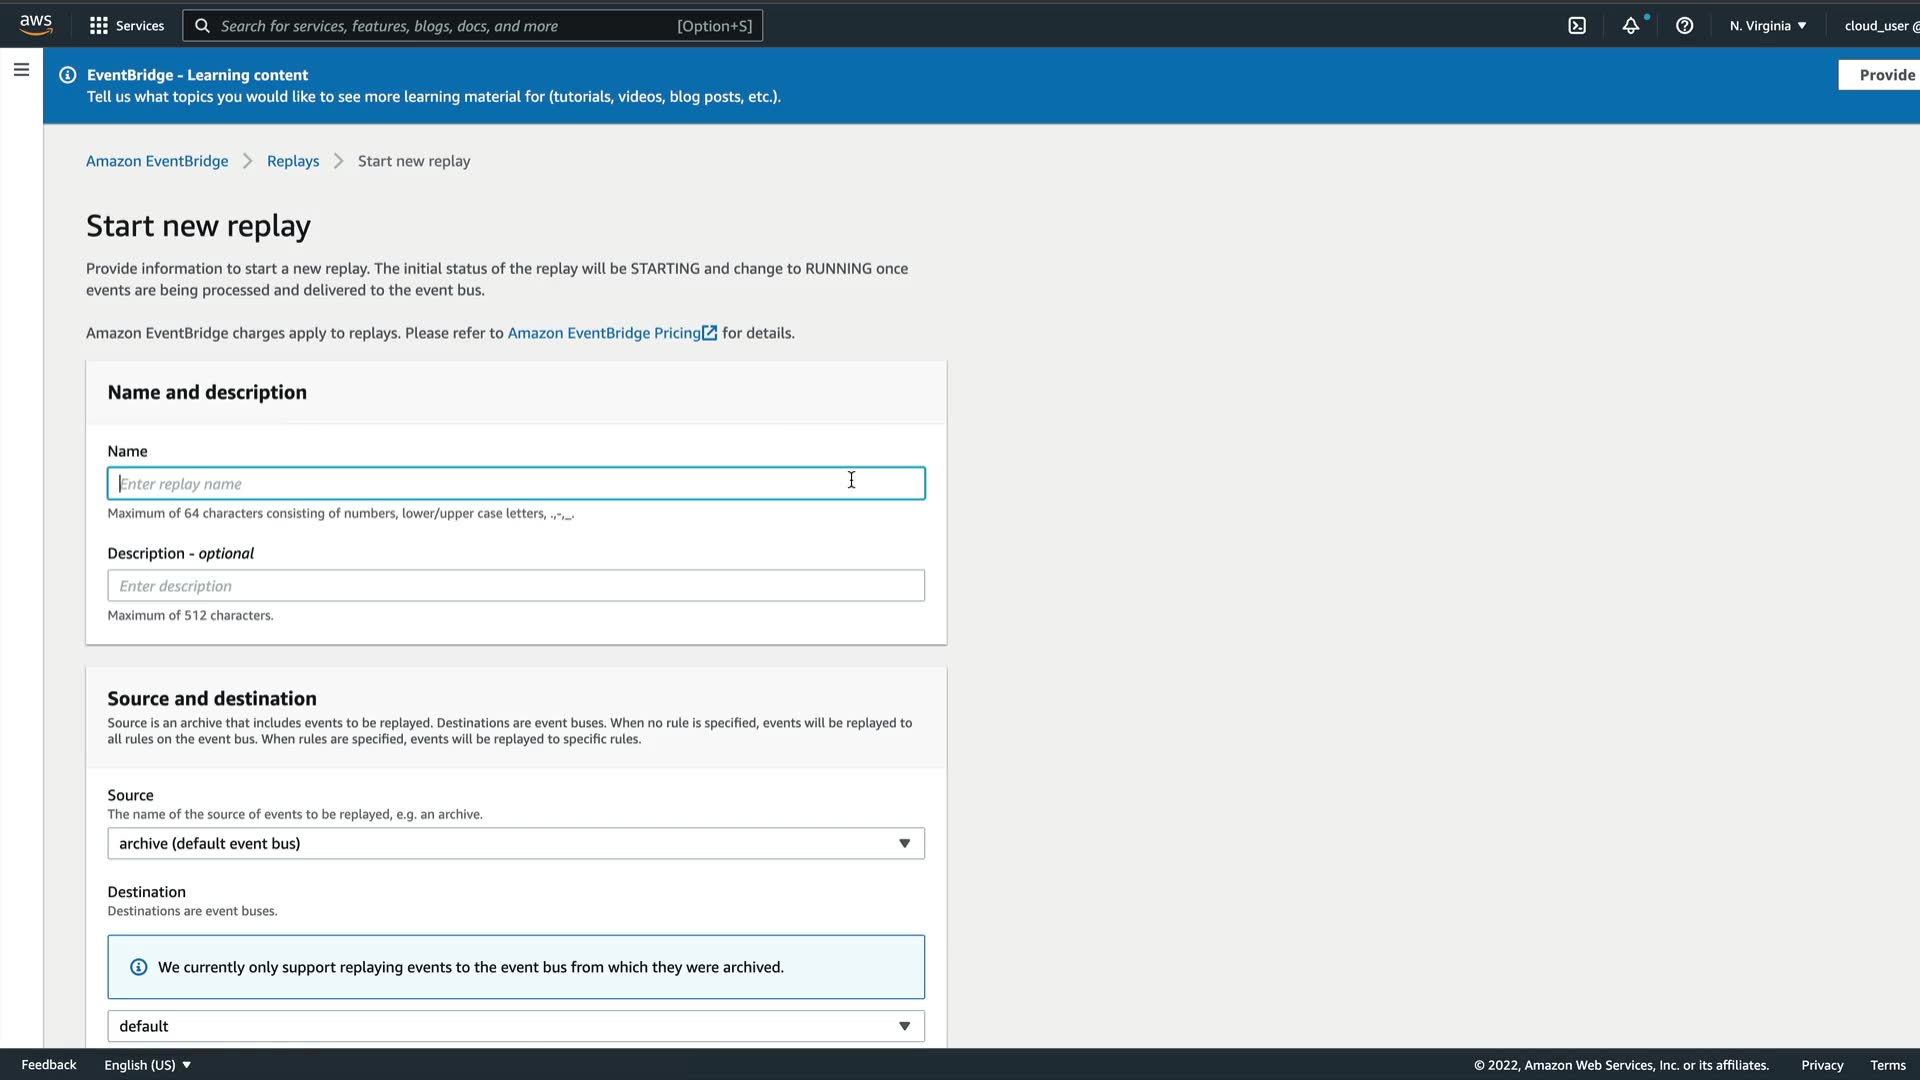 aws
Services
Search for services, features, blogs, docs, and more
[Option+S]
N. Virginia
cloud_user @
EventBridge - Learning content
Tell us what topics you would like to see more learning material for (tutorials, videos, blog posts, etc.).
Provide
Amazon EventBridge
Replays
Start new replay
Start new replay
Provide information to start a new replay. The initial status of the replay will be STARTING and change to RUNNING once
events are being processed and delivered to the event bus.
Amazon EventBridge charges apply to replays. Please refer to Amazon EventBridge Pricing for details.
Name and description
Name
Enter replay name
Maximum of 64 characters consisting of numbers, lower/upper case letters, .,-,_.
Description - optional
Enter description
Maximum of 512 characters.
Source and destination
Source is an archive that includes events to be replayed. Destinations are event buses. When no rule is specified, events will be replayed to
all rules on the event bus. When rules are specified, events will be replayed to specific rules.
Source
The name of the source of events to be replayed, e.g. an archive.
archive (default event bus)
Destination
Destinations are event buses.
We currently only support replaying events to the event bus from which they were archived.
default
Feedback
English (US)
© 2022, Amazon Web Services, Inc. or its affiliates.
Privacy
Terms